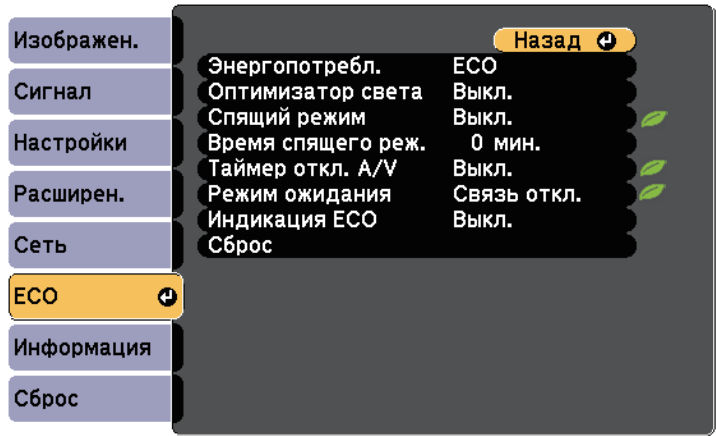 Изображен.
Сигнал
Настройки
Расширен.
Сеть
ECO
Информация
Сброс
Назад
Энергопотребл. ECO
Оптимизатор света Выкл.
Спящий режим Выкл.
Время спящего реж. 0 мин.
Таймер откл. A/V Выкл.
Режим ожидания Связь откл.
Индикация ECO Выкл.
Сброс